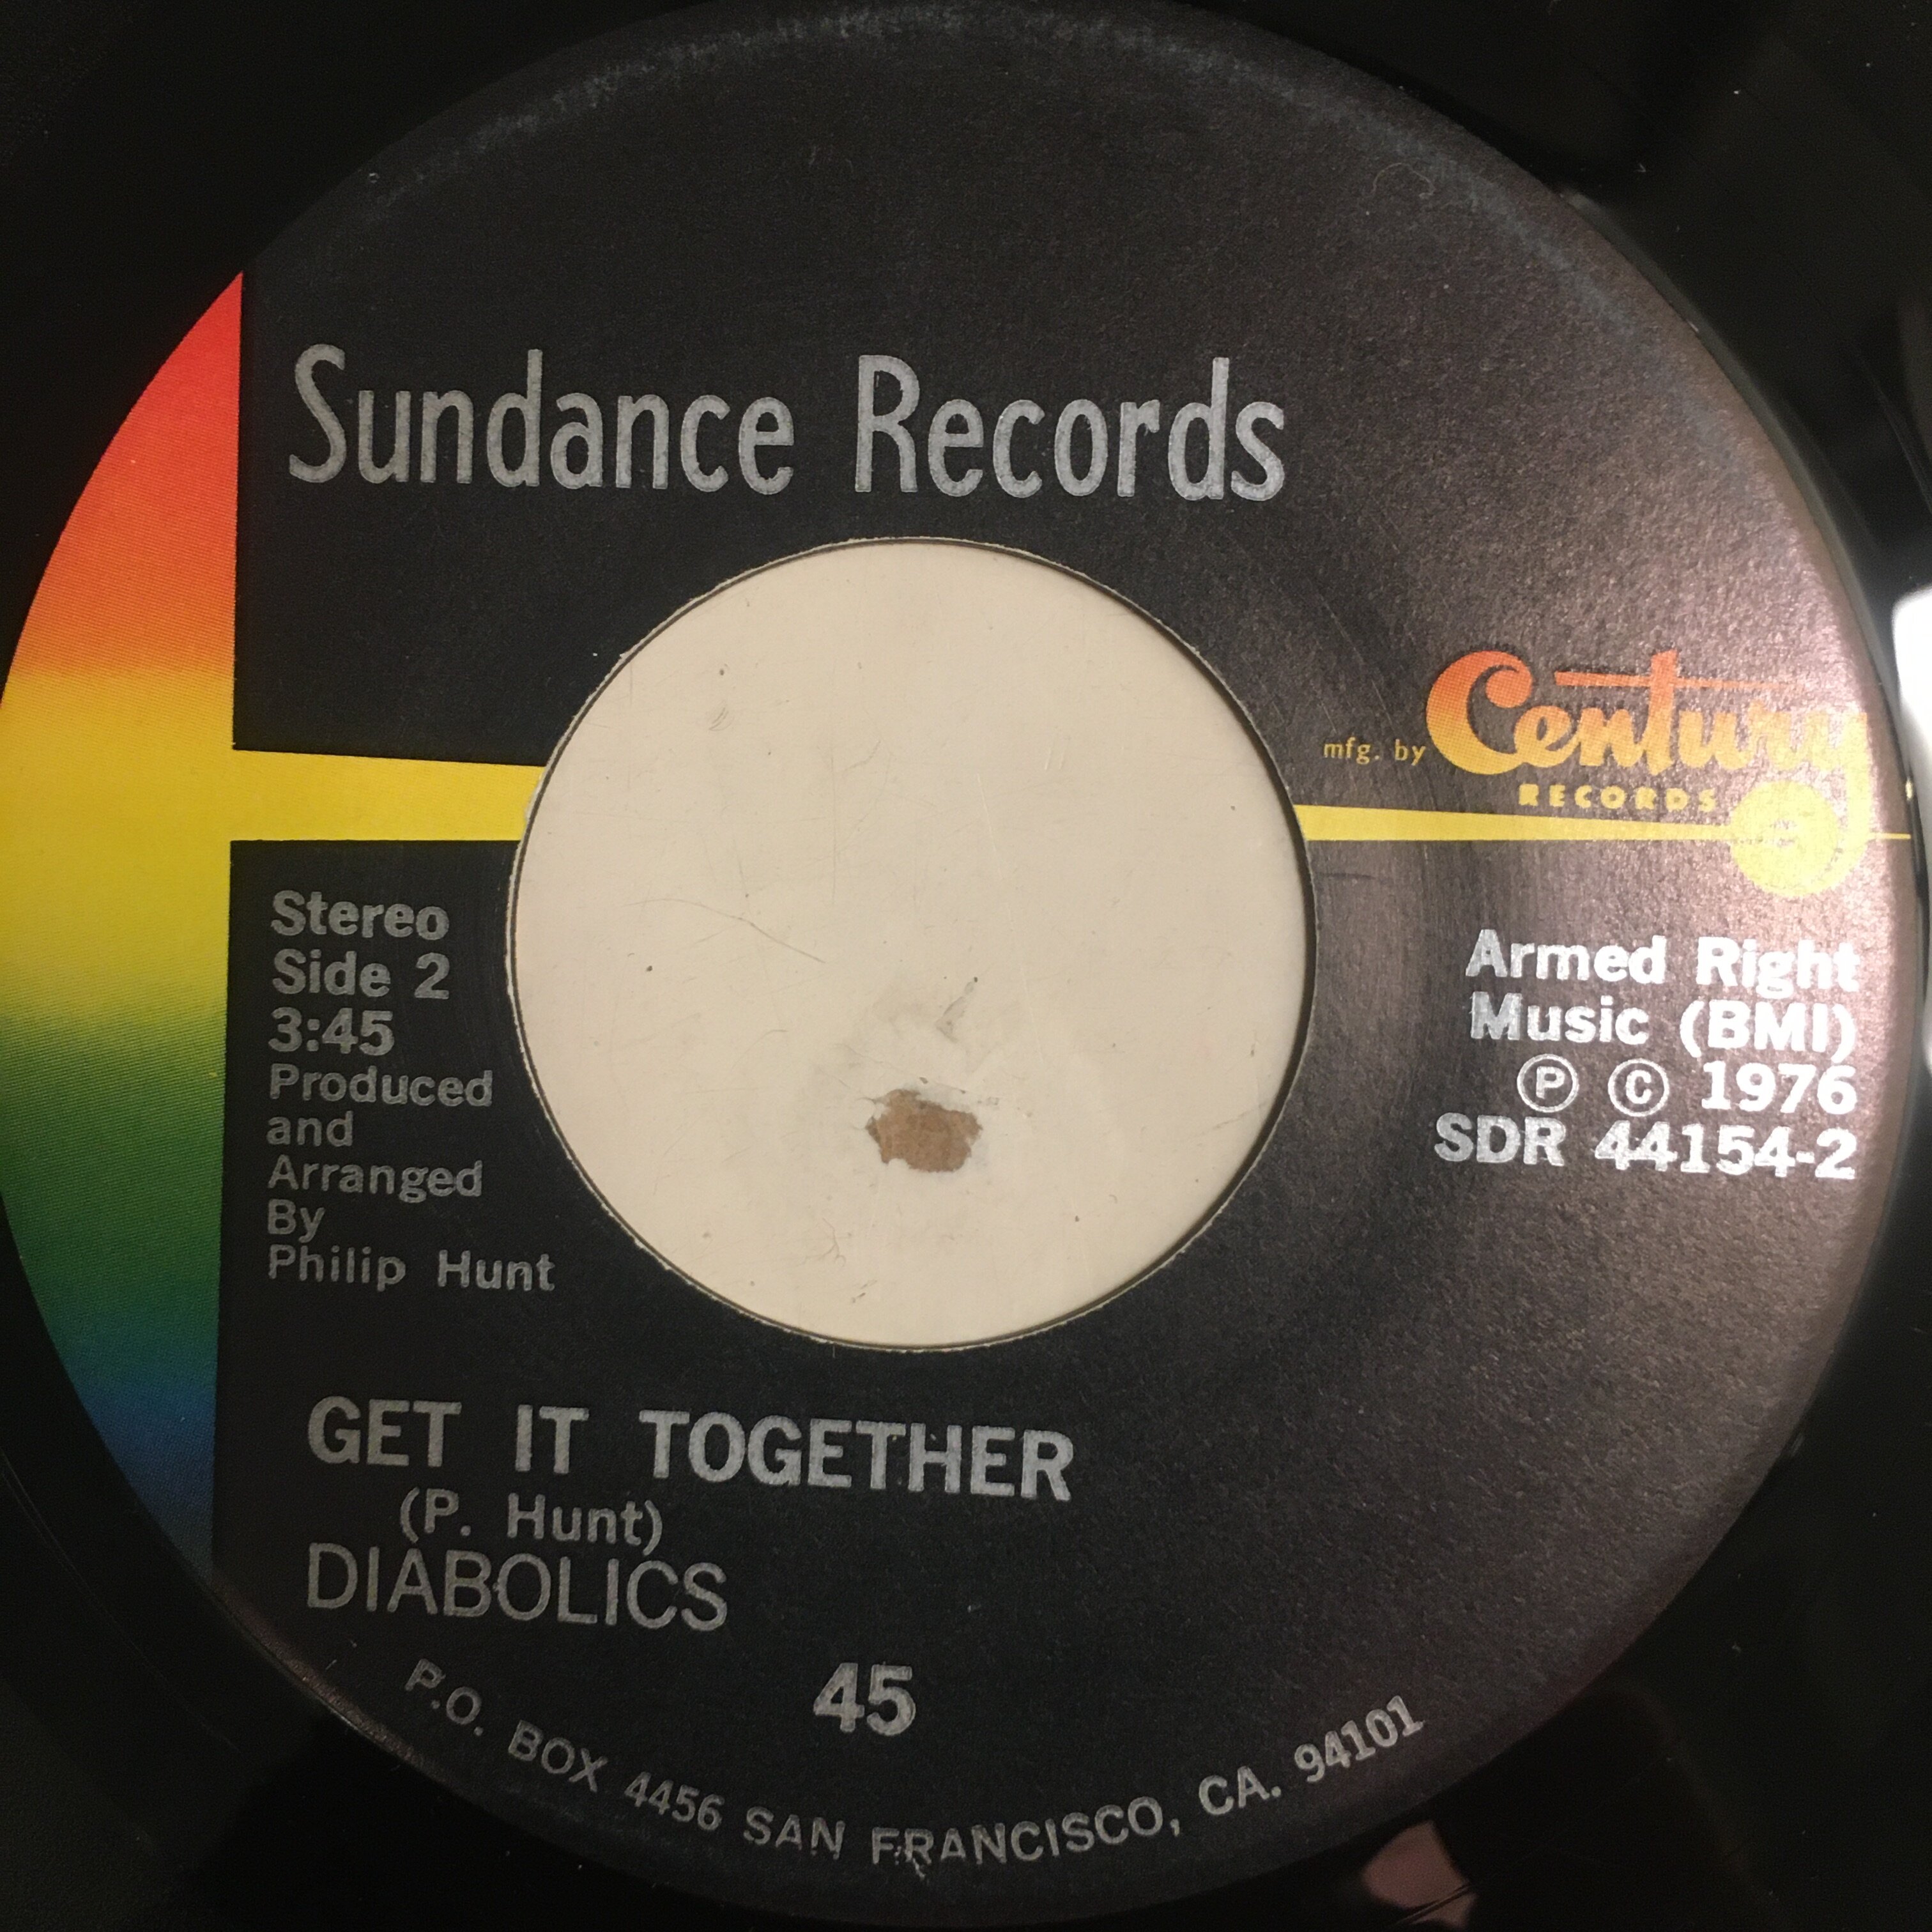 Sundance Records
mfg. by Century
RECORDS
Stereo
Side 2
3:45
Produced
and
Arranged
By
Philip Hunt
Armed Right
Music (BMI)
Ⓟ Ⓒ 1976
SDR 44154-2
GET IT TOGETHER
(P. Hunt)
DIABOLICS
45
P.O. BOX 4456 SAN FRANCISCO, CA. 94101